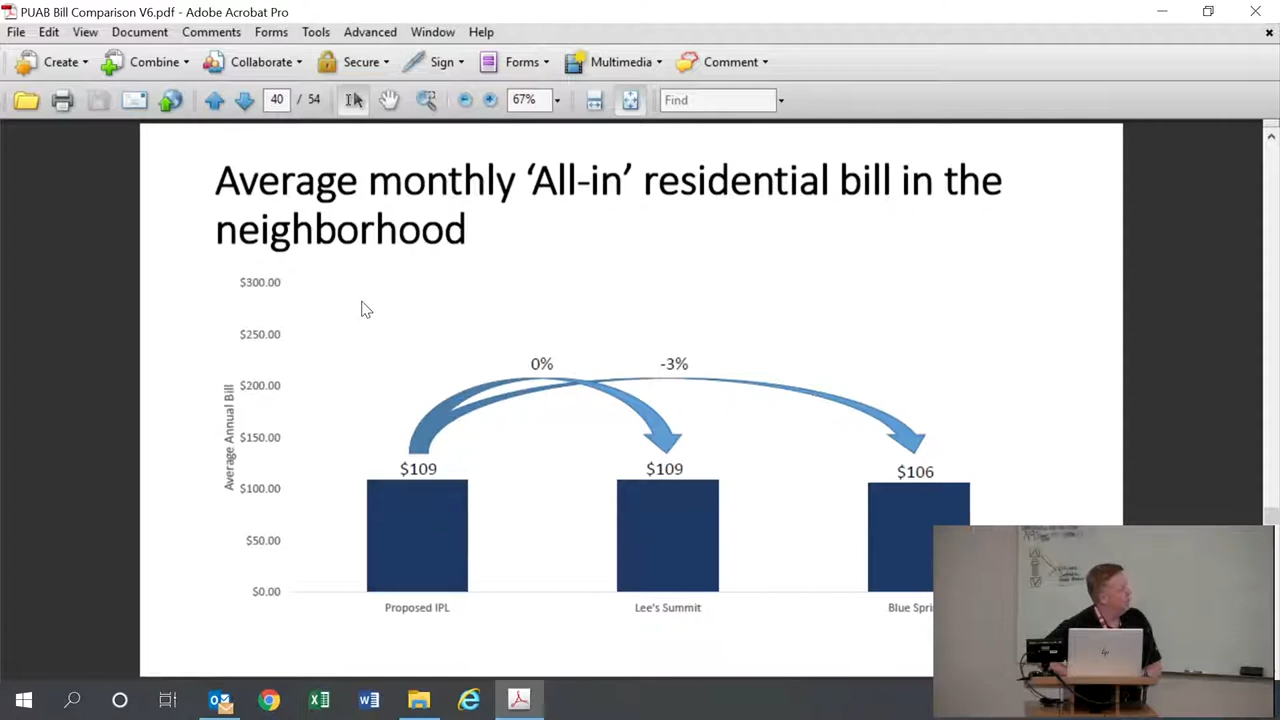 PUAB Bill Comparison V6.pdf - Adobe Acrobat Pro
File Edit View Document Comments Forms Tools Advanced Window Help
Create Combine Collaborate Secure Sign Forms Multimedia Comment
40 / 54 67% Find
Average monthly ‘All-in’ residential bill in the
neighborhood
$300.00
$250.00
$200.00
$150.00
$100.00
$50.00
$0.00
Average Annual Bill
0%
-3%
$109
$109
$106
Proposed IPL
Lee's Summit
Blue Spri
hp